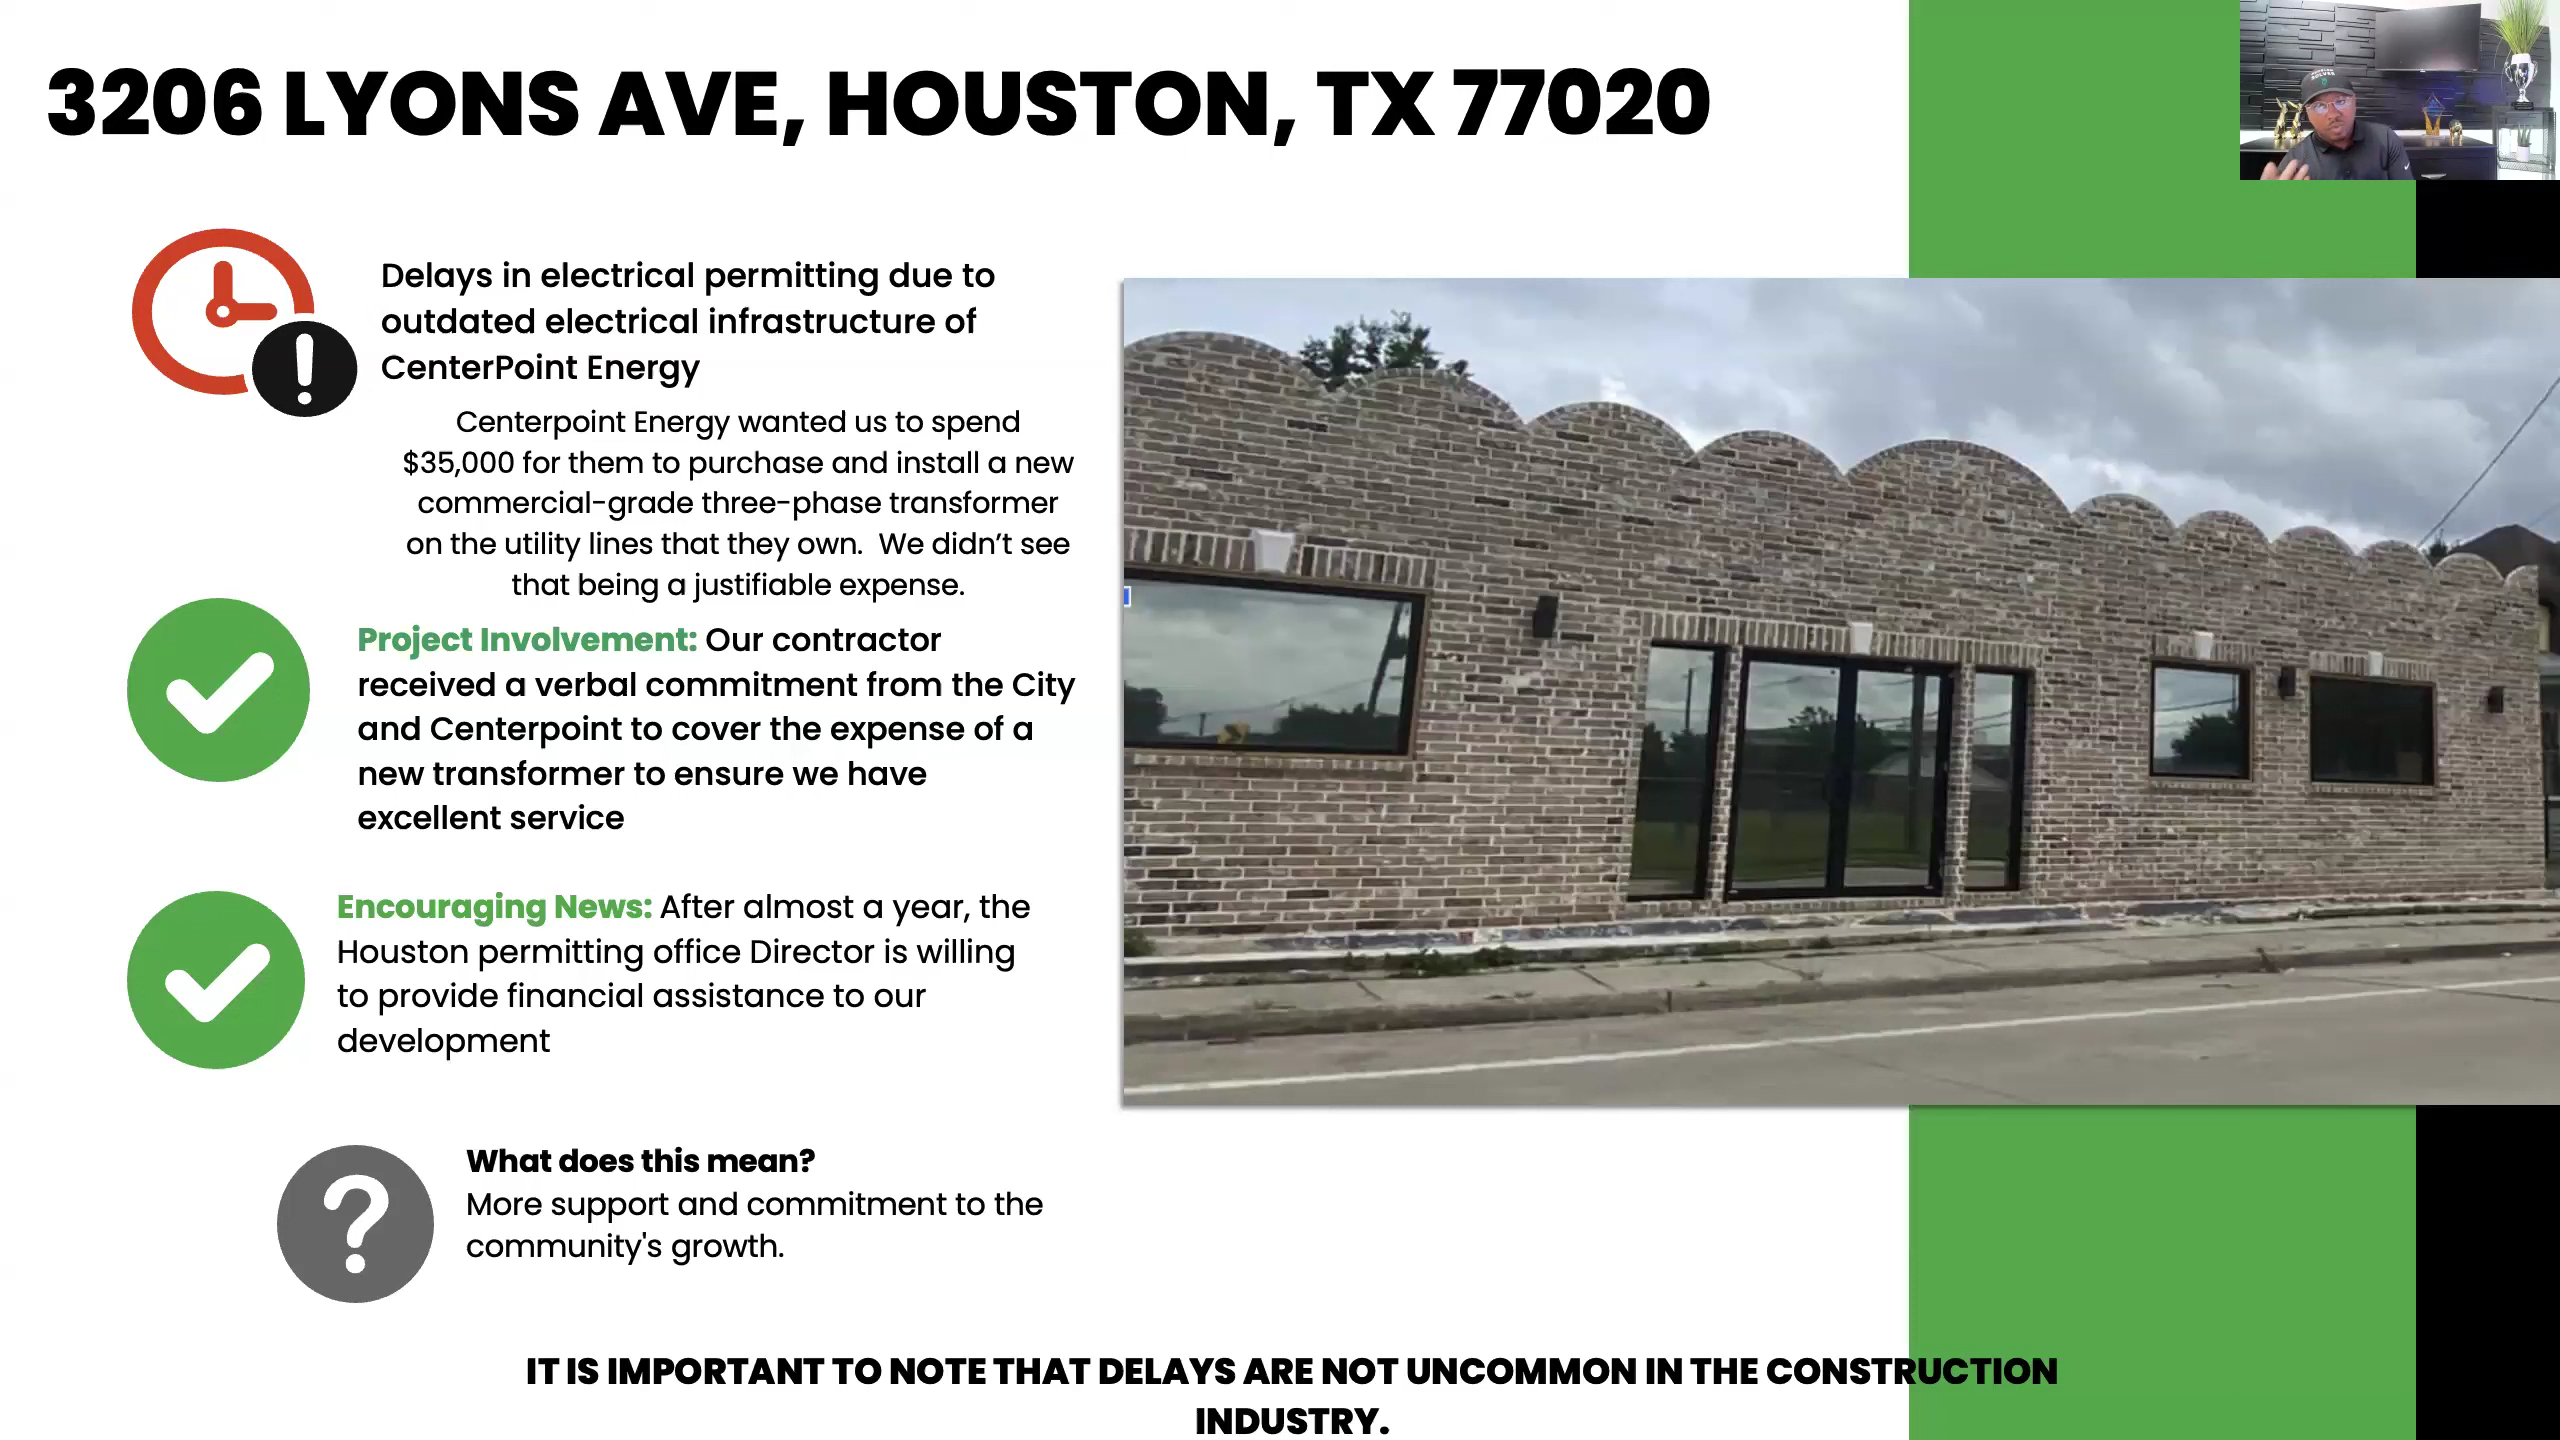 3206 LYONS AVE, HOUSTON, TX 77020
Delays in electrical permitting due to
outdated electrical infrastructure of
CenterPoint Energy
Centerpoint Energy wanted us to spend
$35,000 for them to purchase and install a new
commercial-grade three-phase transformer
on the utility lines that they own.  We didn’t see
that being a justifiable expense.
Project Involvement: Our contractor
received a verbal commitment from the City
and Centerpoint to cover the expense of a
new transformer to ensure we have
excellent service
Encouraging News: After almost a year, the
Houston permitting office Director is willing
to provide financial assistance to our
development
What does this mean?
More support and commitment to the
community's growth.
IT IS IMPORTANT TO NOTE THAT DELAYS ARE NOT UNCOMMON IN THE CONSTRUCTION
INDUSTRY.